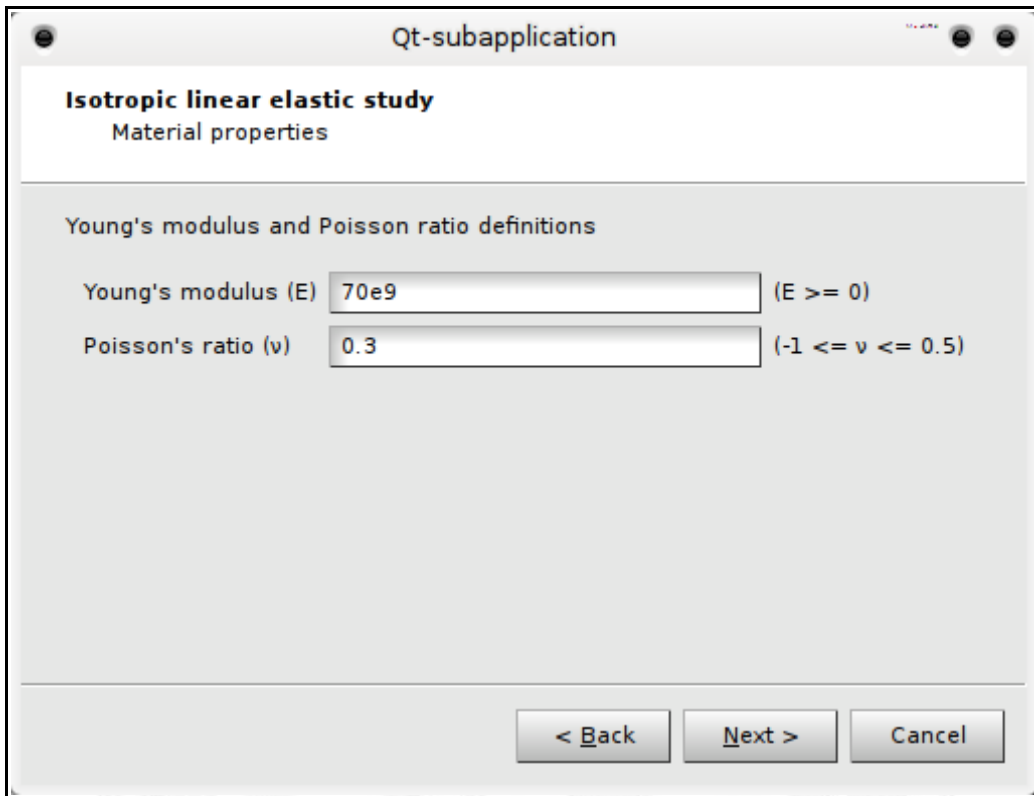 Qt-subapplication
Isotropic linear elastic study
Material properties
Young's modulus and Poisson ratio definitions
Young's modulus (E) 70e9 (E >= 0)
Poisson's ratio (ν) 0.3 (-1 <= ν <= 0.5)
< Back Next > Cancel